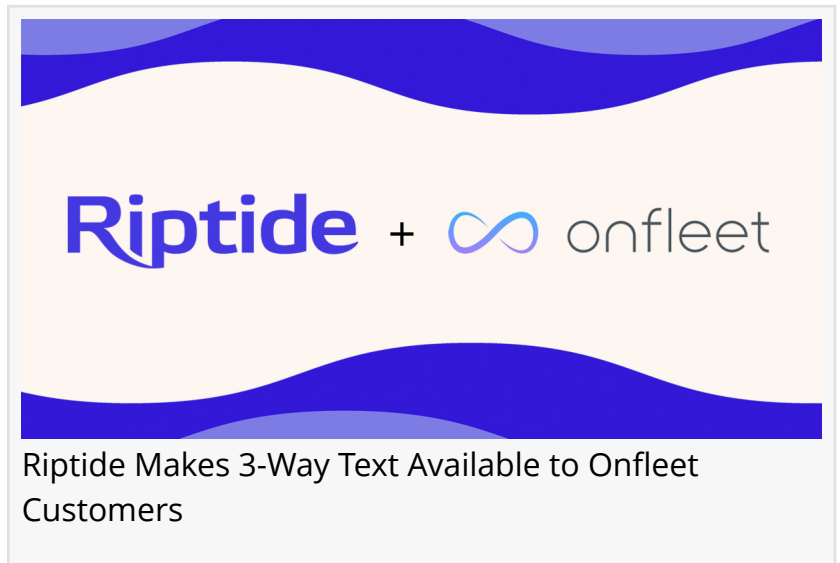 Riptide + onfleet
Riptide Makes 3-Way Text Available to Onfleet
Customers